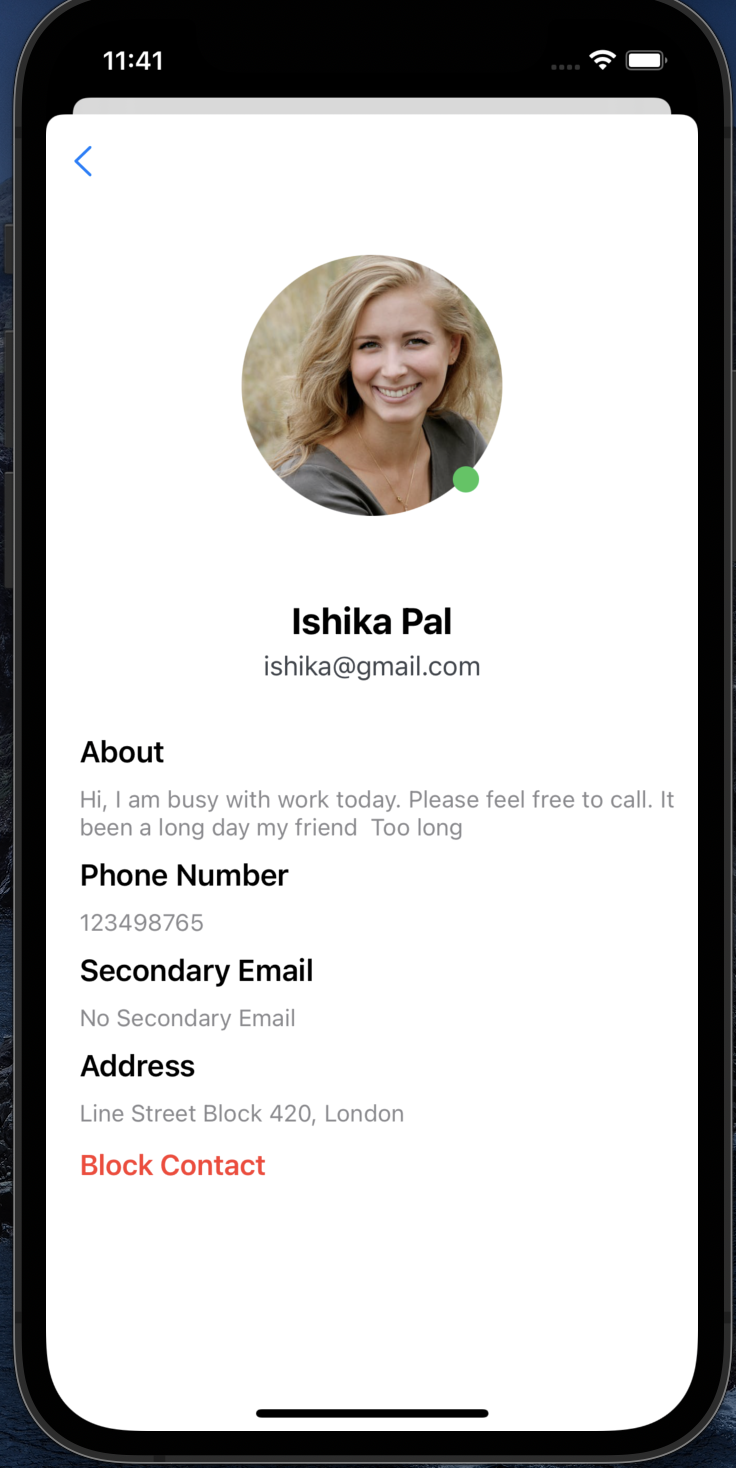 11:41
Ishika Pal
ishika@gmail.com
About
Hi, I am busy with work today. Please feel free to call. It
been a long day my friend  Too long
Phone Number
123498765
Secondary Email
No Secondary Email
Address
Line Street Block 420, London
Block Contact